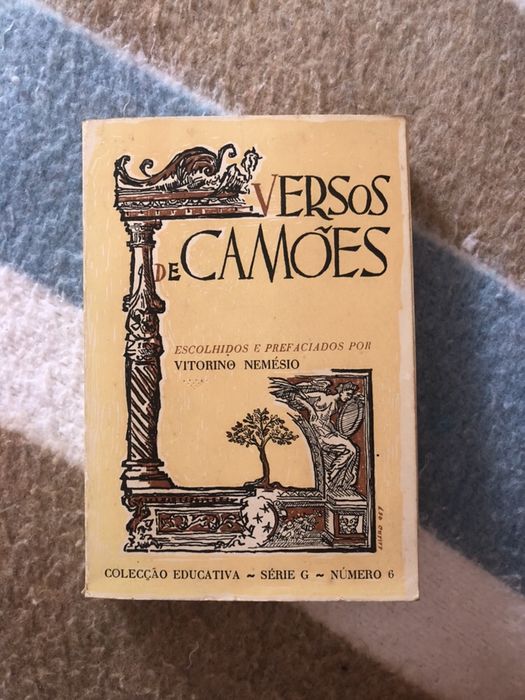 VERSOS
DE CAMÕES
ESCOLHIDOS E PREFACIADOS POR
VITORINO NEMÉSIO
COLECÇÃO EDUCATIVA ~ SÉRIE G ~ NÚMERO 6